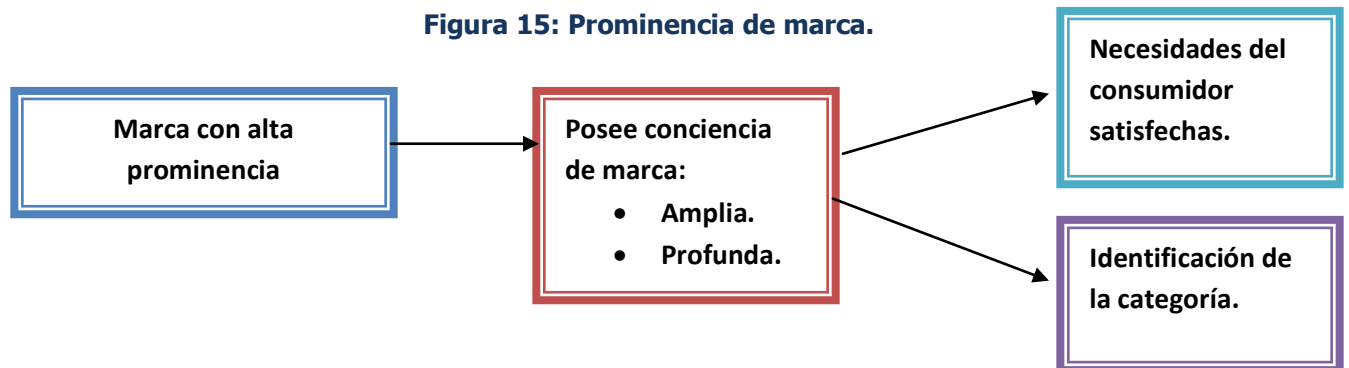 Figura 15: Prominencia de marca.
Marca con alta
prominencia
Posee conciencia
de marca:
• Amplia.
• Profunda.
Necesidades del
consumidor
satisfechas.
Identificación de
la categoría.